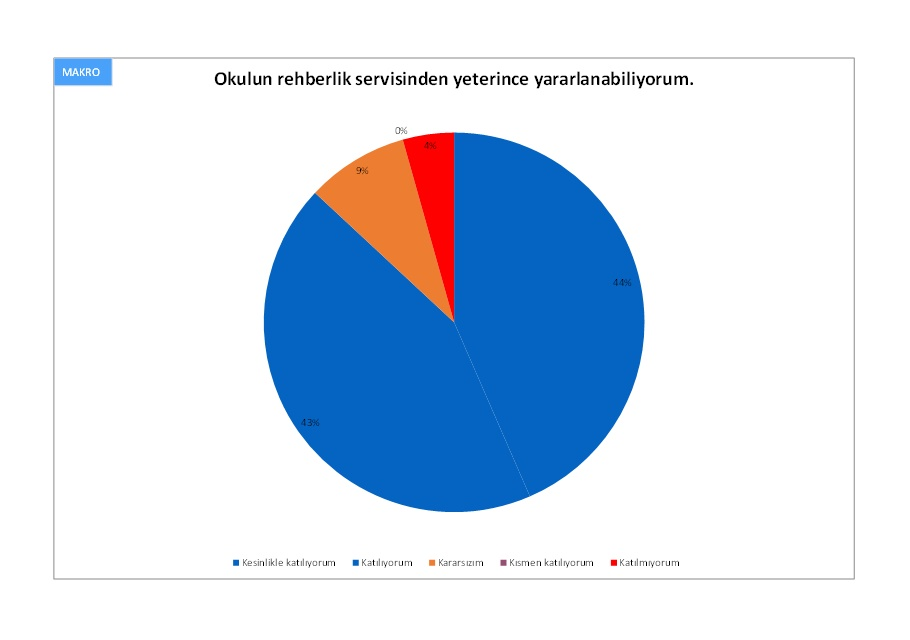 MAKRO
Okulun rehberlik servisinden yeterince yararlanabiliyorum.
0%
4%
9%
44%
43%
Kesinlikle katılıyorum Katılıyorum Kararsızım Kısmen katılıyorum Katılmıyorum